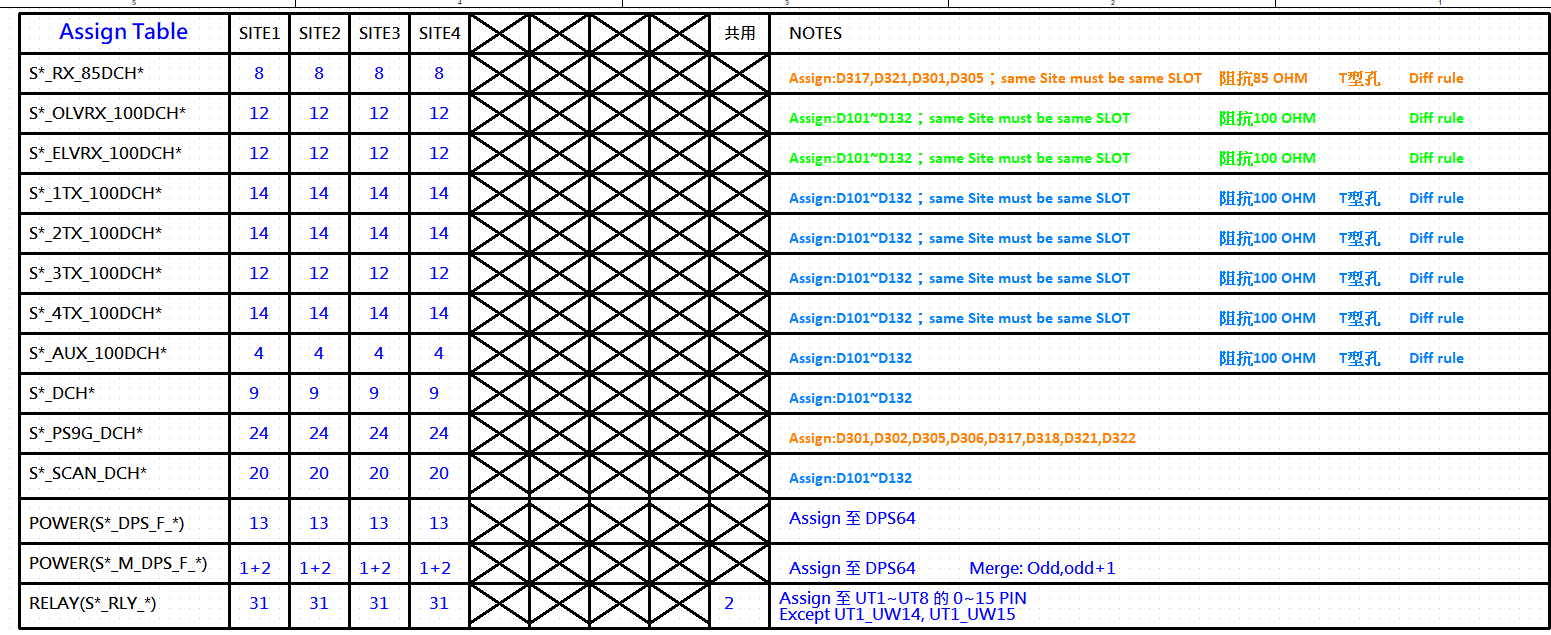 5 4 3 2 1
Assign Table SITE1 SITE2 SITE3 SITE4 共用 NOTES
S*_RX_85DCH* 8 8 8 8 Assign:D317,D321,D301,D305；same Site must be same SLOT 阻抗85 OHM T型孔 Diff rule
S*_OLVRX_100DCH* 12 12 12 12 Assign:D101~D132；same Site must be same SLOT 阻抗100 OHM Diff rule
S*_ELVRX_100DCH* 12 12 12 12 Assign:D101~D132；same Site must be same SLOT 阻抗100 OHM Diff rule
S*_1TX_100DCH* 14 14 14 14 Assign:D101~D132；same Site must be same SLOT 阻抗100 OHM T型孔 Diff rule
S*_2TX_100DCH* 14 14 14 14 Assign:D101~D132；same Site must be same SLOT 阻抗100 OHM T型孔 Diff rule
S*_3TX_100DCH* 12 12 12 12 Assign:D101~D132；same Site must be same SLOT 阻抗100 OHM T型孔 Diff rule
S*_4TX_100DCH* 14 14 14 14 Assign:D101~D132；same Site must be same SLOT 阻抗100 OHM T型孔 Diff rule
S*_AUX_100DCH* 4 4 4 4 Assign:D101~D132 阻抗100 OHM T型孔 Diff rule
S*_DCH* 9 9 9 9 Assign:D101~D132
S*_PS9G_DCH* 24 24 24 24 Assign:D301,D302,D305,D306,D317,D318,D321,D322
S*_SCAN_DCH* 20 20 20 20 Assign:D101~D132
POWER(S*_DPS_F_*) 13 13 13 13 Assign 至 DPS64
POWER(S*_M_DPS_F_*) 1+2 1+2 1+2 1+2 Assign 至 DPS64 Merge: Odd,odd+1
RELAY(S*_RLY_*) 31 31 31 31 2 Assign 至 UT1~UT8 的 0~15 PIN
Except UT1_UW14, UT1_UW15